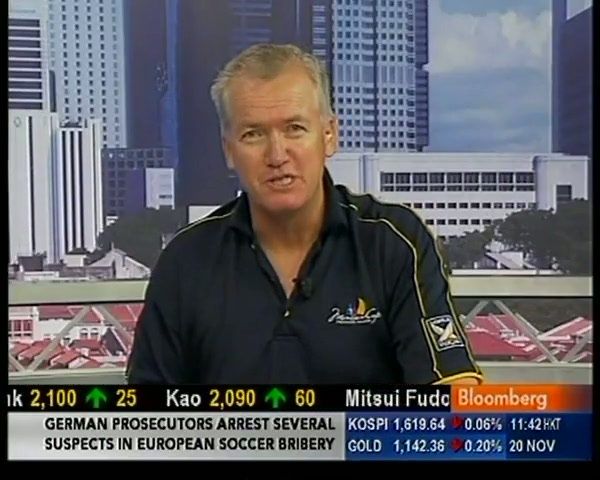 nk 2,100 25 Kao 2,090 60 Mitsui Fudo
Bloomberg
GERMAN PROSECUTORS ARREST SEVERAL
SUSPECTS IN EUROPEAN SOCCER BRIBERY
KOSPI 1,619.64 0.06% 11:42 HKT
GOLD 1,142.36 0.20% 20 NOV